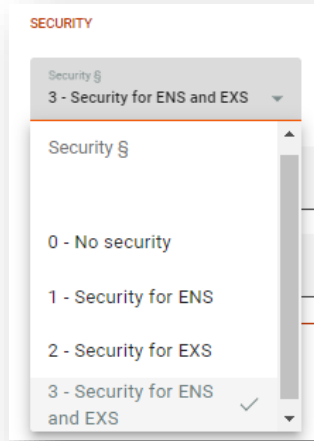 SECURITY
Security §
3 - Security for ENS and EXS
Security §
0 - No security
1 - Security for ENS
2 - Security for EXS
3 - Security for ENS
and EXS